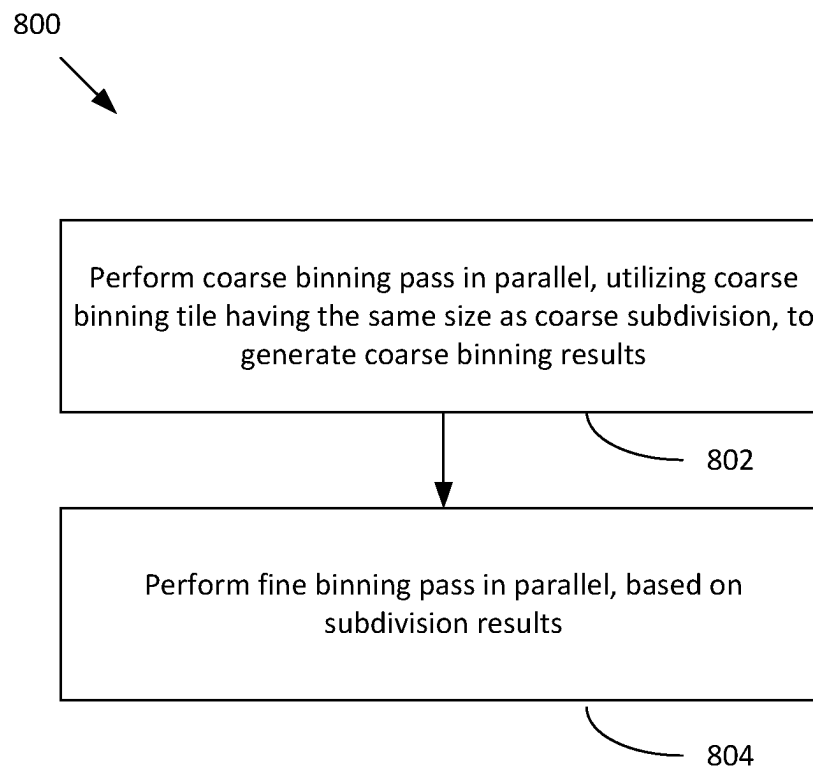 800
Perform coarse binning pass in parallel, utilizing coarse
binning tile having the same size as coarse subdivision, to
generate coarse binning results
802
Perform fine binning pass in parallel, based on
subdivision results
804